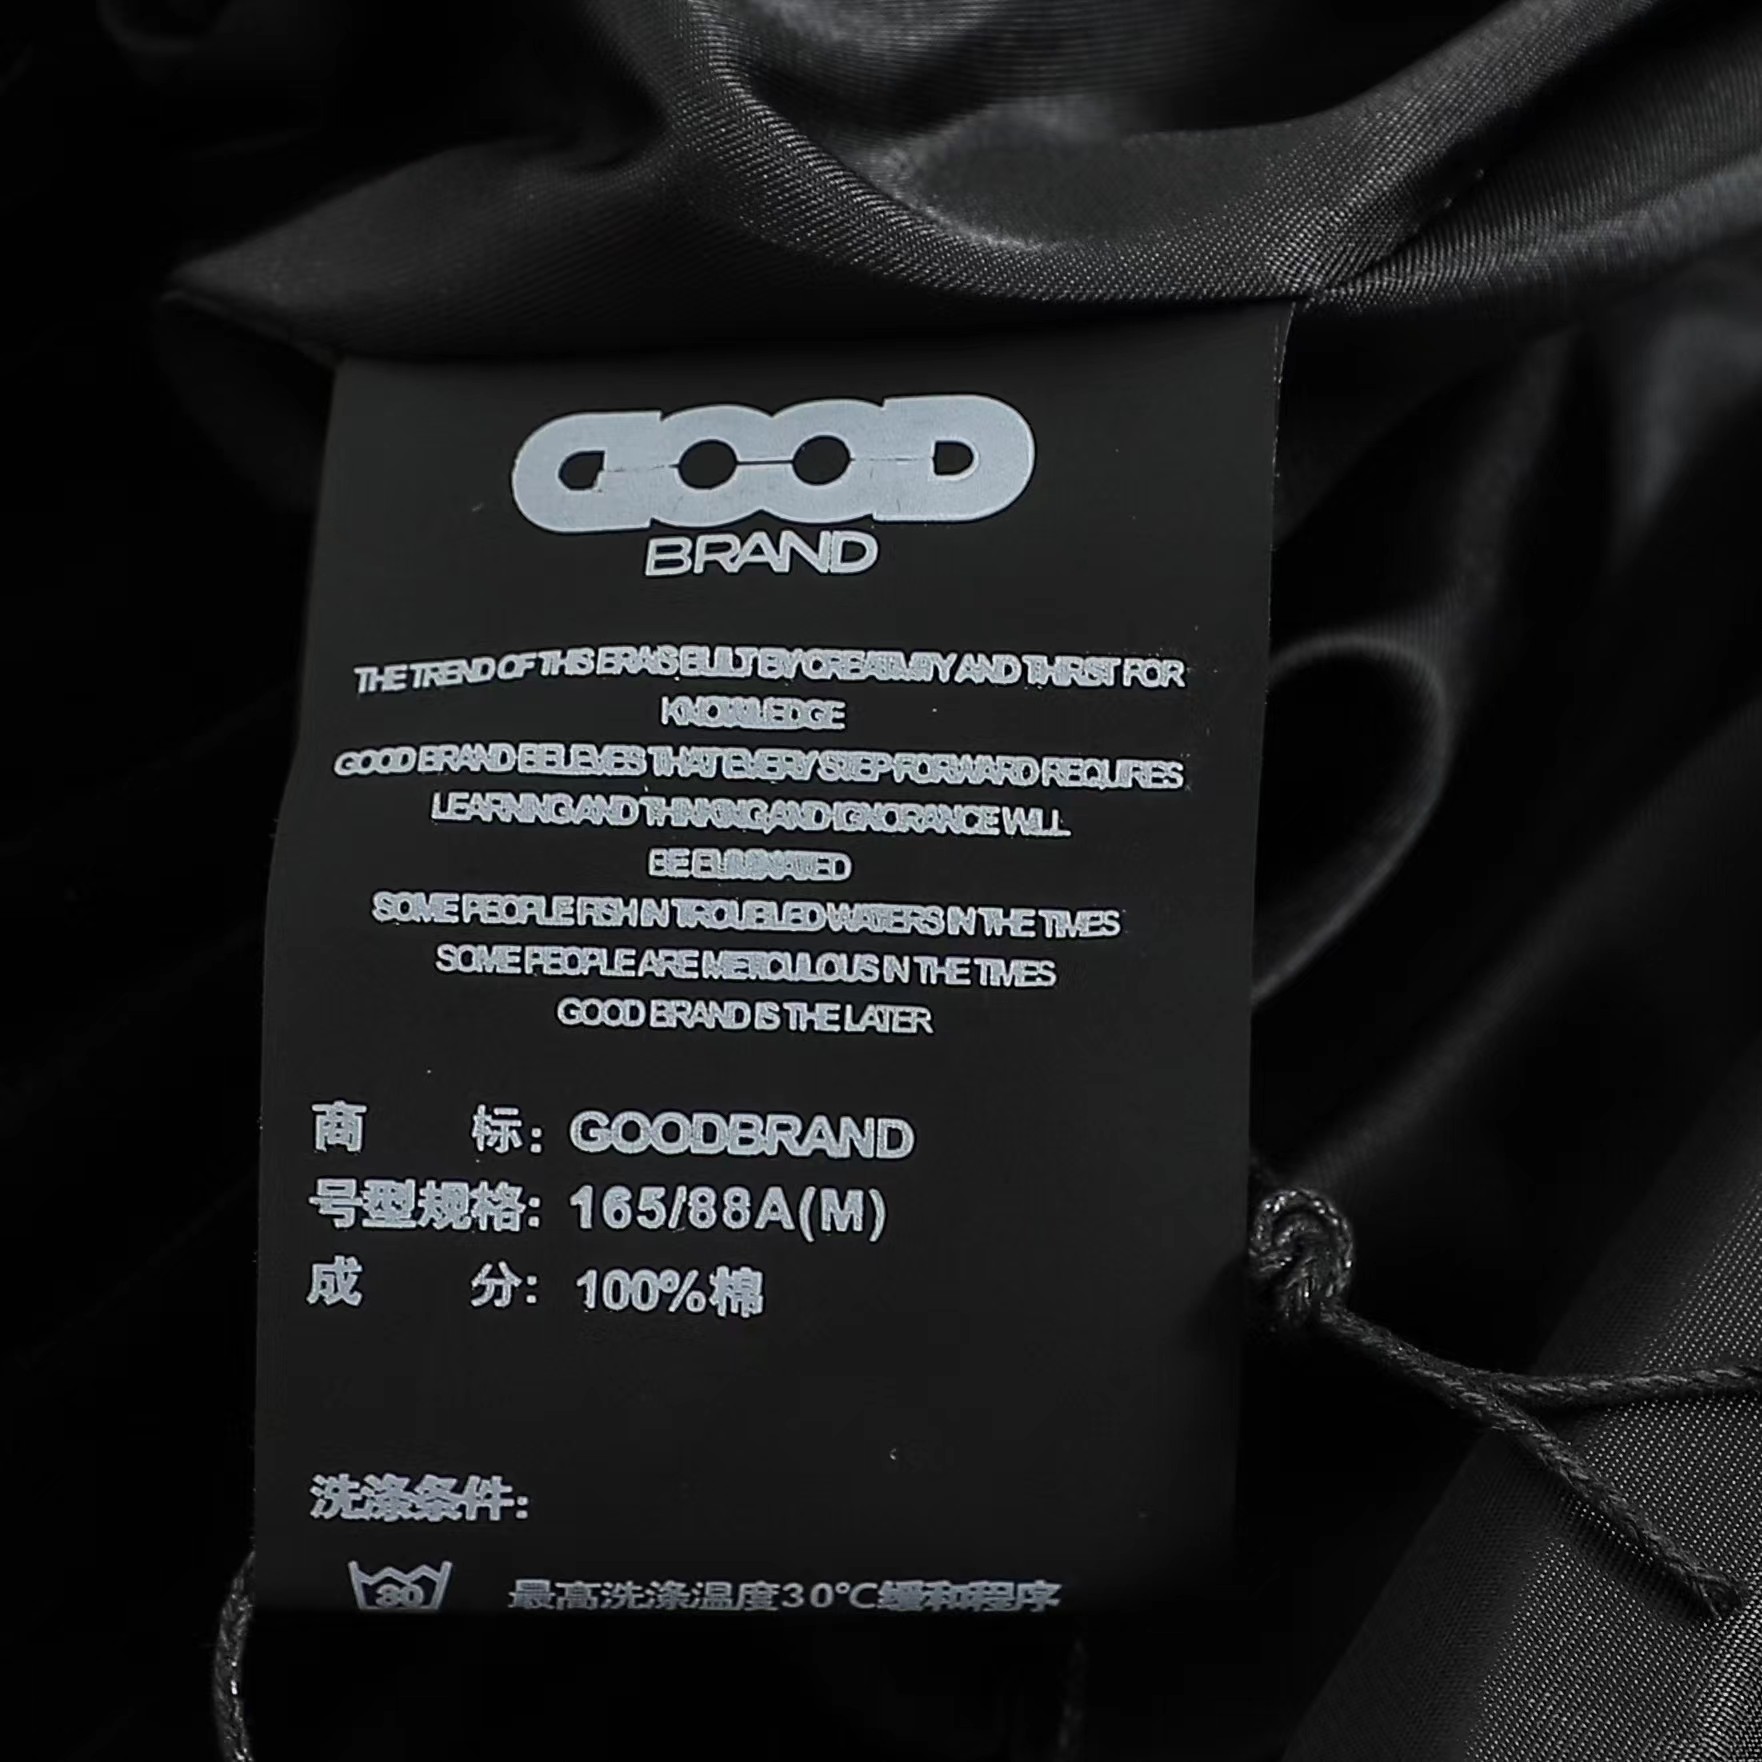 GOOD
BRAND
THE TREND OF THIS ERA IS BUILT BY CREATIVITY AND THIRST FOR
KNOWLEDGE
GOOD BRAND BELIEVES THAT EVERY STEP FORWARD REQUIRES
LEARNING AND THINKING,AND IGNORANCE WILL
BE ELIMINATED
SOME PEOPLE FISH IN TROUBLED WATERS IN THE TIMES
SOME PEOPLE ARE METICULOUS IN THE TIMES
GOOD BRAND IS THE LATER
商 标: GOODBRAND
号型规格: 165/88A(M)
成 分: 100%棉
洗涤条件:
30 最高洗涤温度30℃缓和程序